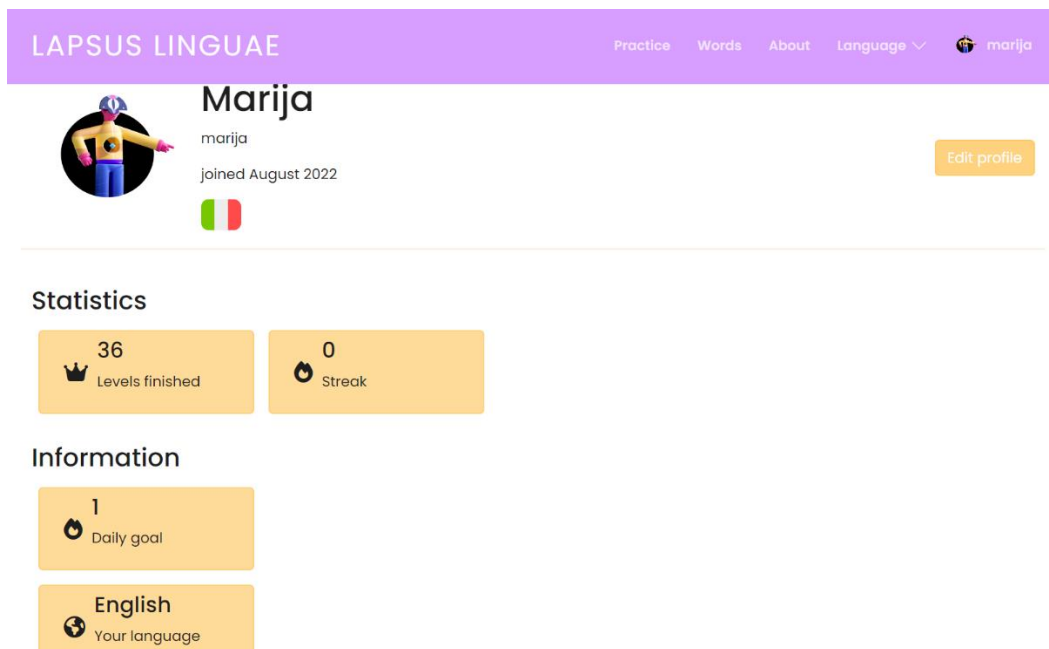 LAPSUS LINGUAE
Practice Words About Language marija
Marija
marija
joined August 2022
Edit profile
Statistics
36
Levels finished
0
Streak
Information
1
Daily goal
English
Your language